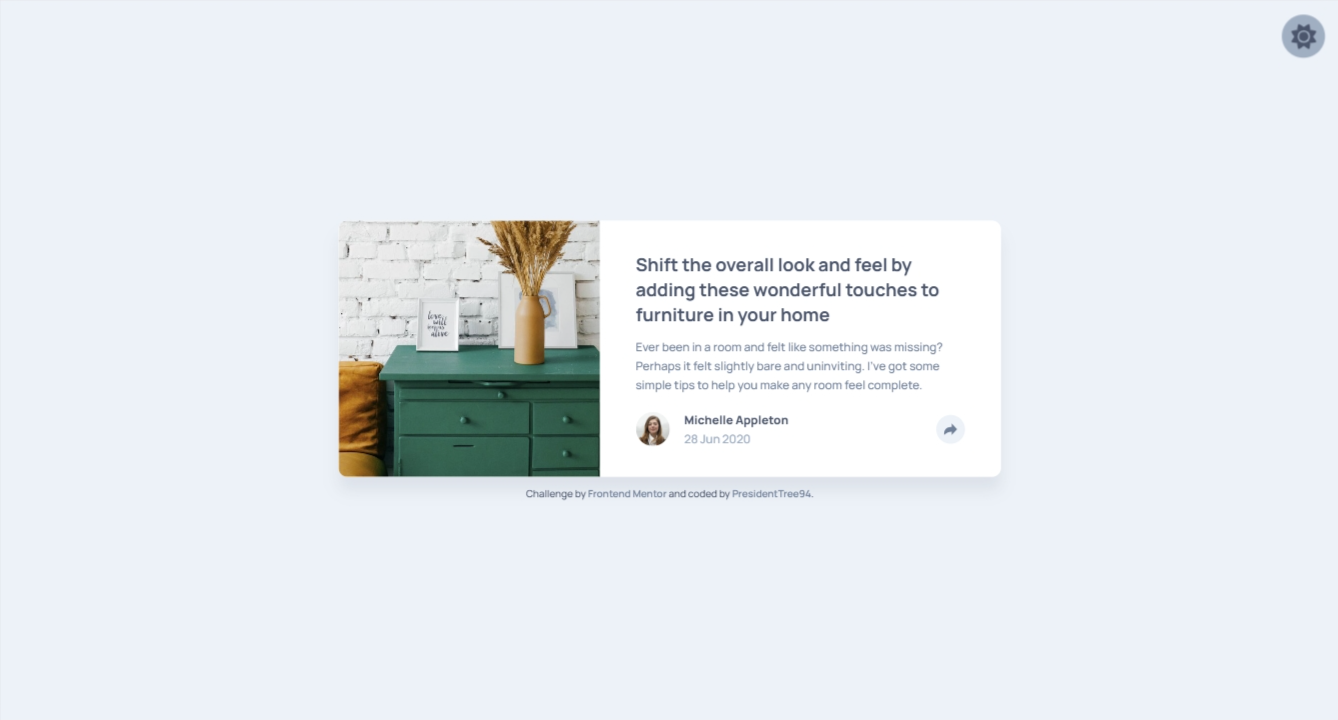 love
will
alive
Shift the overall look and feel by
adding these wonderful touches to
furniture in your home
Ever been in a room and felt like something was missing?
Perhaps it felt slightly bare and uninviting. I've got some
simple tips to help you make any room feel complete.
Michelle Appleton
28 Jun 2020
Challenge by Frontend Mentor and coded by PresidentTree94.